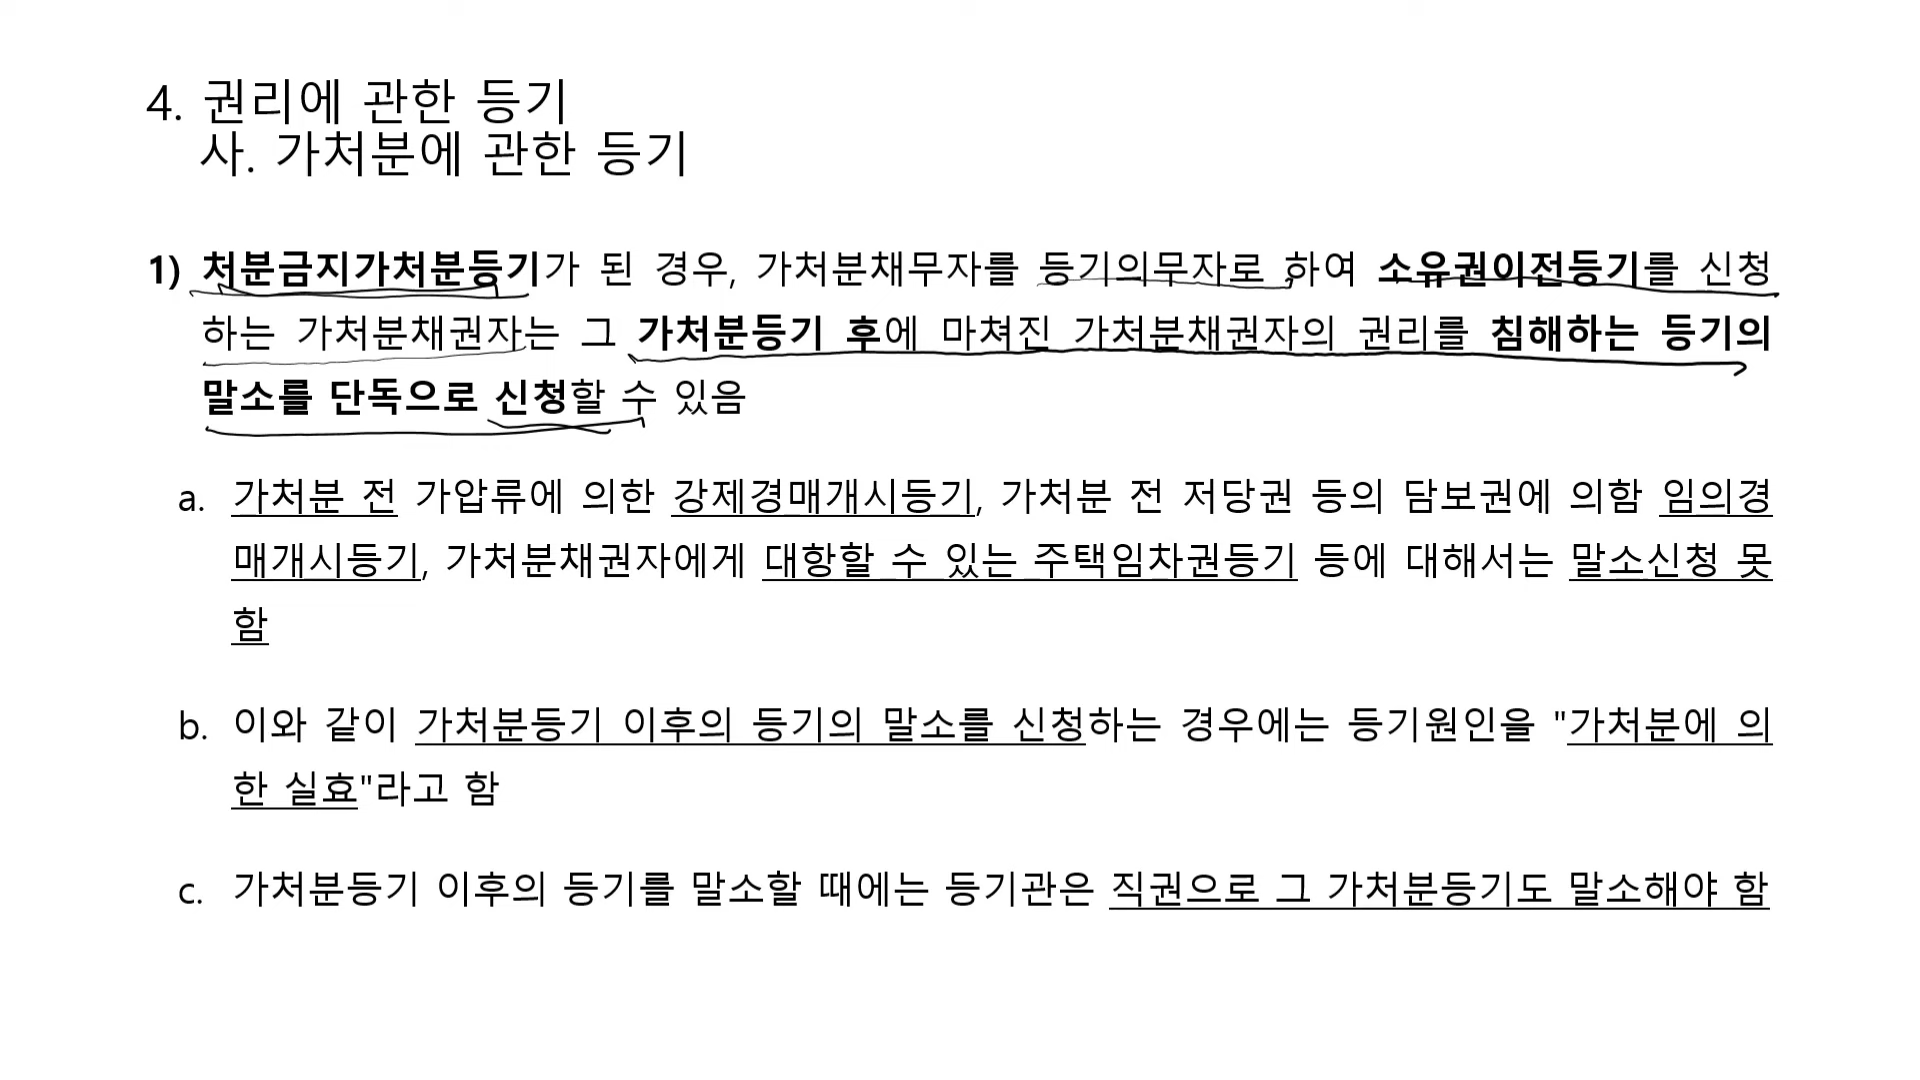 4. 권리에 관한 등기
사. 가처분에 관한 등기
1) 처분금지가처분등기가 된 경우, 가처분채무자를 등기의무자로 하여 소유권이전등기를 신청
하는 가처분채권자는 그 가처분등기 후에 마쳐진 가처분채권자의 권리를 침해하는 등기의
말소를 단독으로 신청할 수 있음
a. 가처분 전 가압류에 의한 강제경매개시등기, 가처분 전 저당권 등의 담보권에 의함 임의경
매개시등기, 가처분채권자에게 대항할 수 있는 주택임차권등기 등에 대해서는 말소신청 못
함
b. 이와 같이 가처분등기 이후의 등기의 말소를 신청하는 경우에는 등기원인을 "가처분에 의
한 실효"라고 함
c. 가처분등기 이후의 등기를 말소할 때에는 등기관은 직권으로 그 가처분등기도 말소해야 함